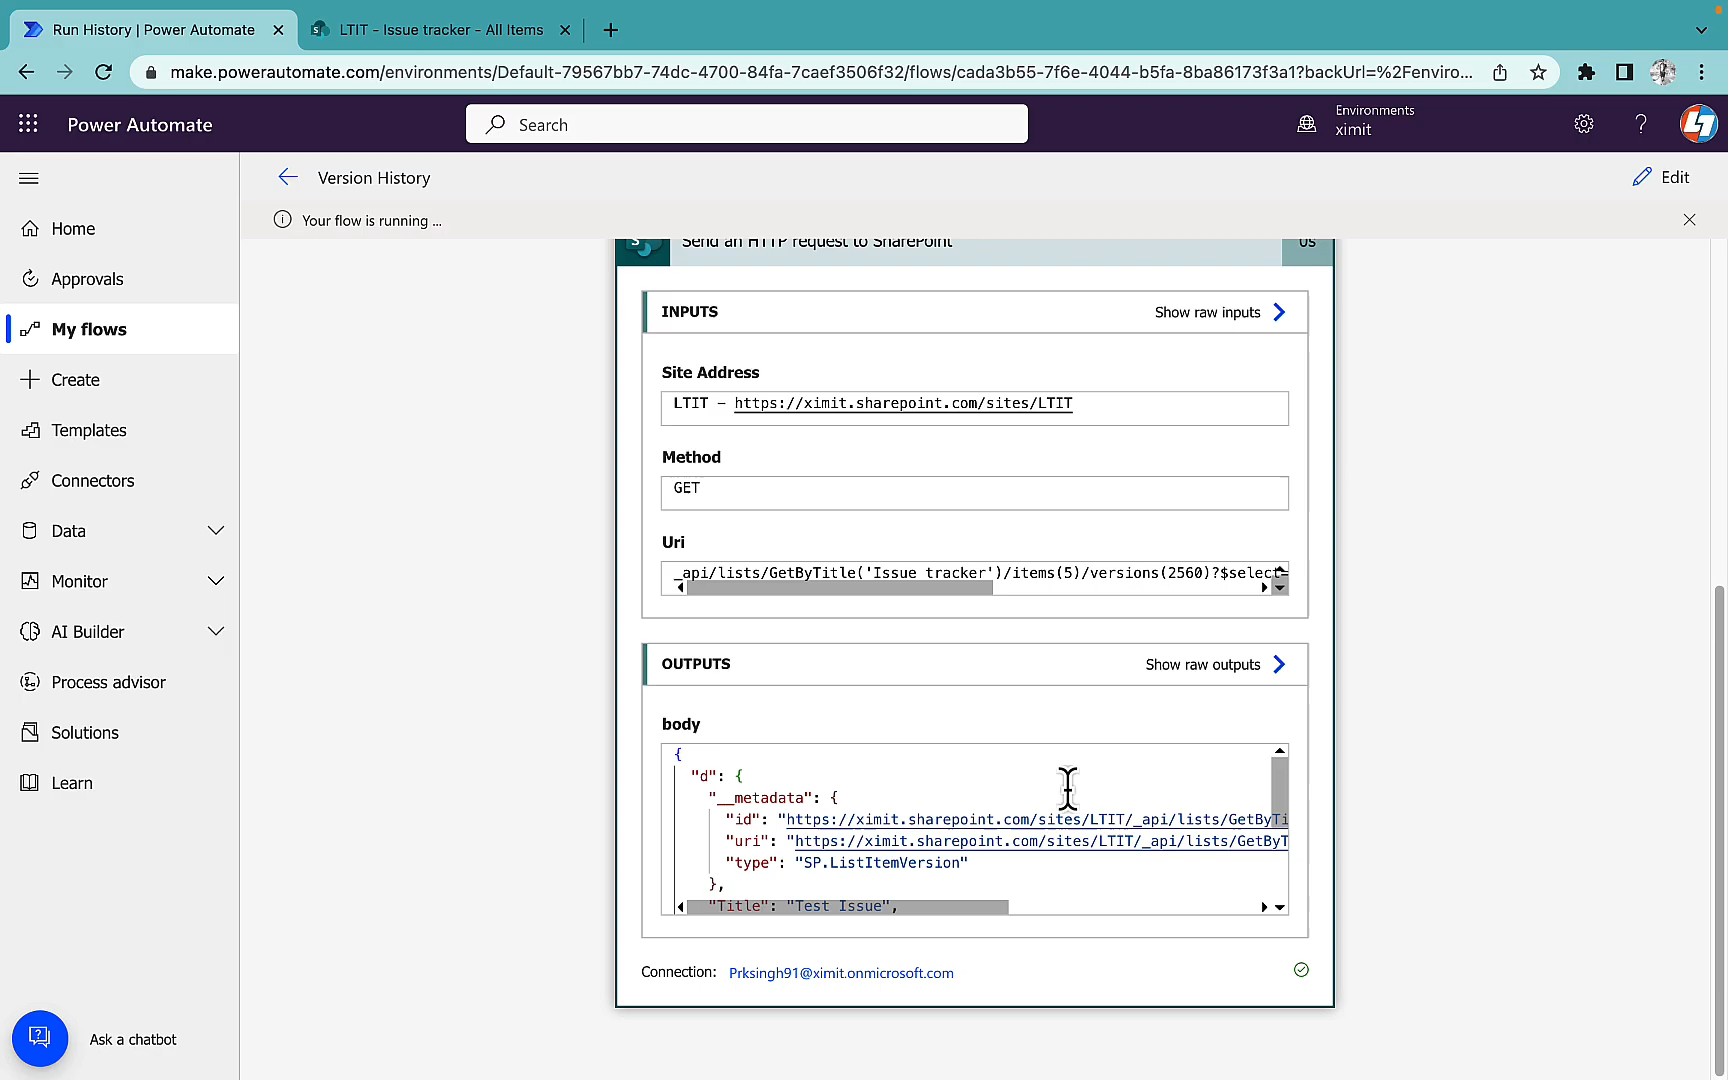 Run History | Power Automate
LTIT - Issue tracker - All Items
make.powerautomate.com/environments/Default-79567bb7-74dc-4700-84fa-7caef3506f32/flows/cada3b55-7f6e-4044-b5fa-8ba86173f3a1?backUrl=%2Fenviro...
Power Automate
Search
Environments
ximit
Version History
Edit
Your flow is running ...
Home
Approvals
My flows
Create
Templates
Connectors
Data
Monitor
AI Builder
Process advisor
Solutions
Learn
Ask a chatbot
Send an HTTP request to SharePoint
0s
INPUTS
Show raw inputs
Site Address
LTIT - https://ximit.sharepoint.com/sites/LTIT
Method
GET
Uri
_api/lists/GetByTitle('Issue tracker')/items(5)/versions(2560)?$select=
OUTPUTS
Show raw outputs
body
{
"d": {
"__metadata": {
"id": "https://ximit.sharepoint.com/sites/LTIT/_api/lists/GetByTi
"uri": "https://ximit.sharepoint.com/sites/LTIT/_api/lists/GetByT
"type": "SP.ListItemVersion"
},
"Title": "Test Issue",
Connection: Prksingh91@ximit.onmicrosoft.com